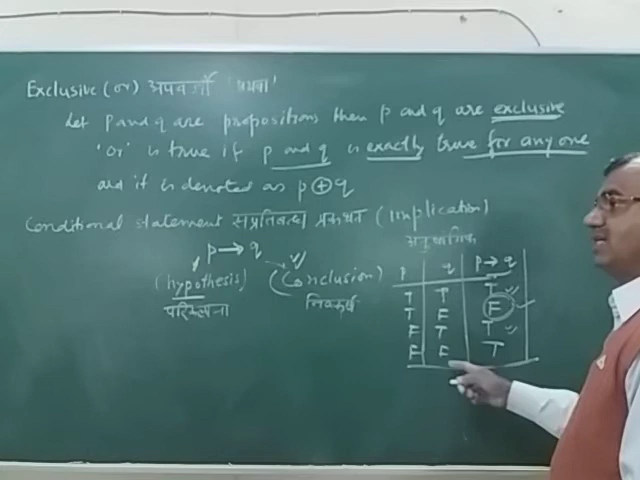 Exclusive (or) अपवर्जी 'अथवा'
Let p and q are propositions then p and q are exclusive
'or' is true if p and q is exactly true for any one
and it is denoted as p ⊕ q
Conditional statement सप्रतिबन्ध प्रकथन (Implication)
p → q
(hypothesis) (Conclusion)
परिकल्पना निष्कर्ष
p q p → q
T T T
T F F
F T T
F F T